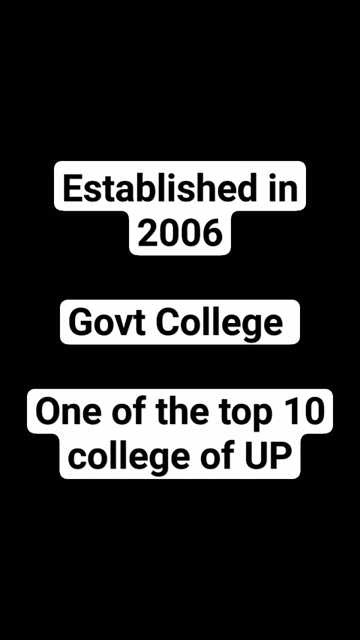 Established in
2006
Govt College
One of the top 10
college of UP